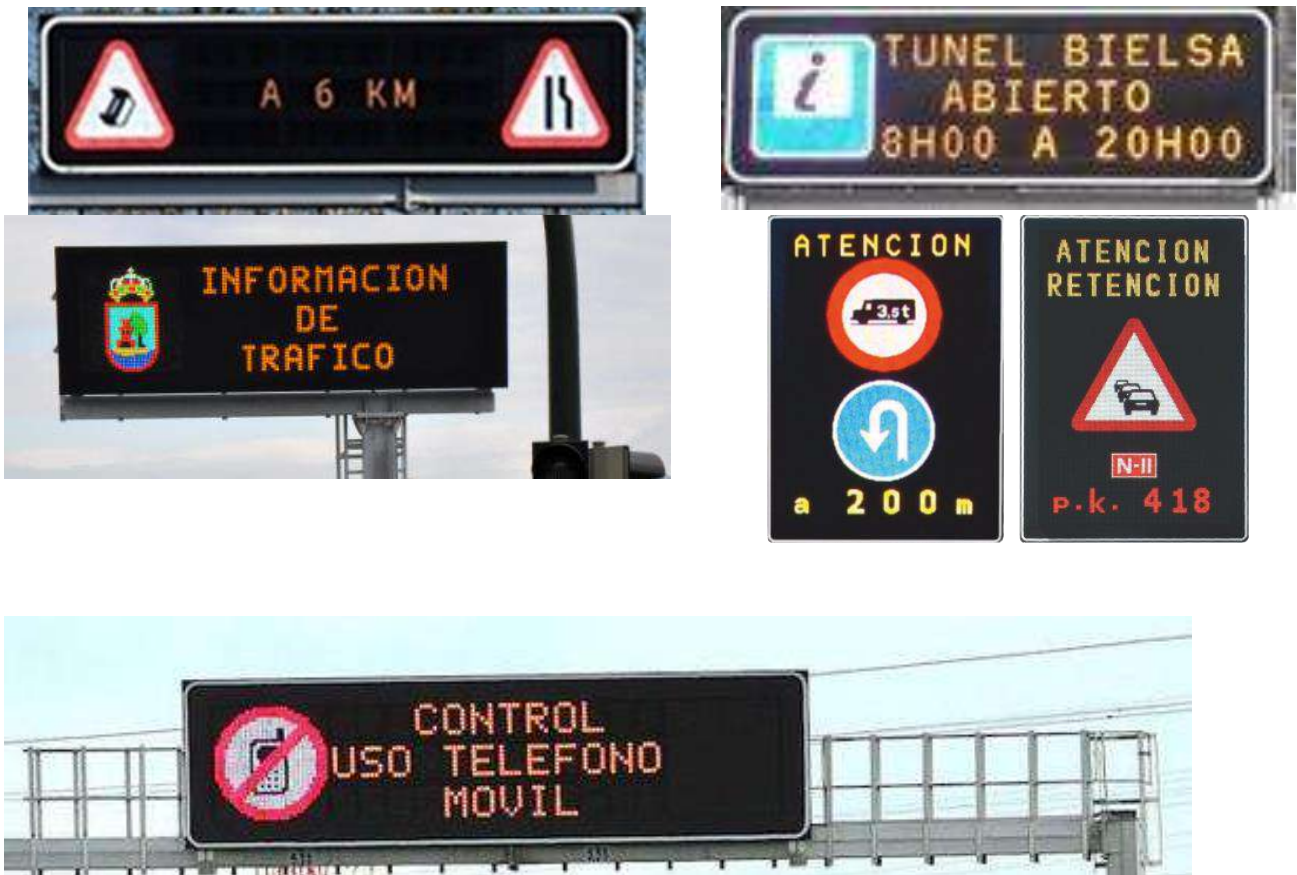 A 6 KM
TUNEL BIELSA
ABIERTO
8H00 A 20H00
INFORMACION
DE
TRAFICO
ATENCION
3,5t
a 200m
ATENCION
RETENCION
N-II
p.k. 418
CONTROL
USO TELEFONO
MOVIL